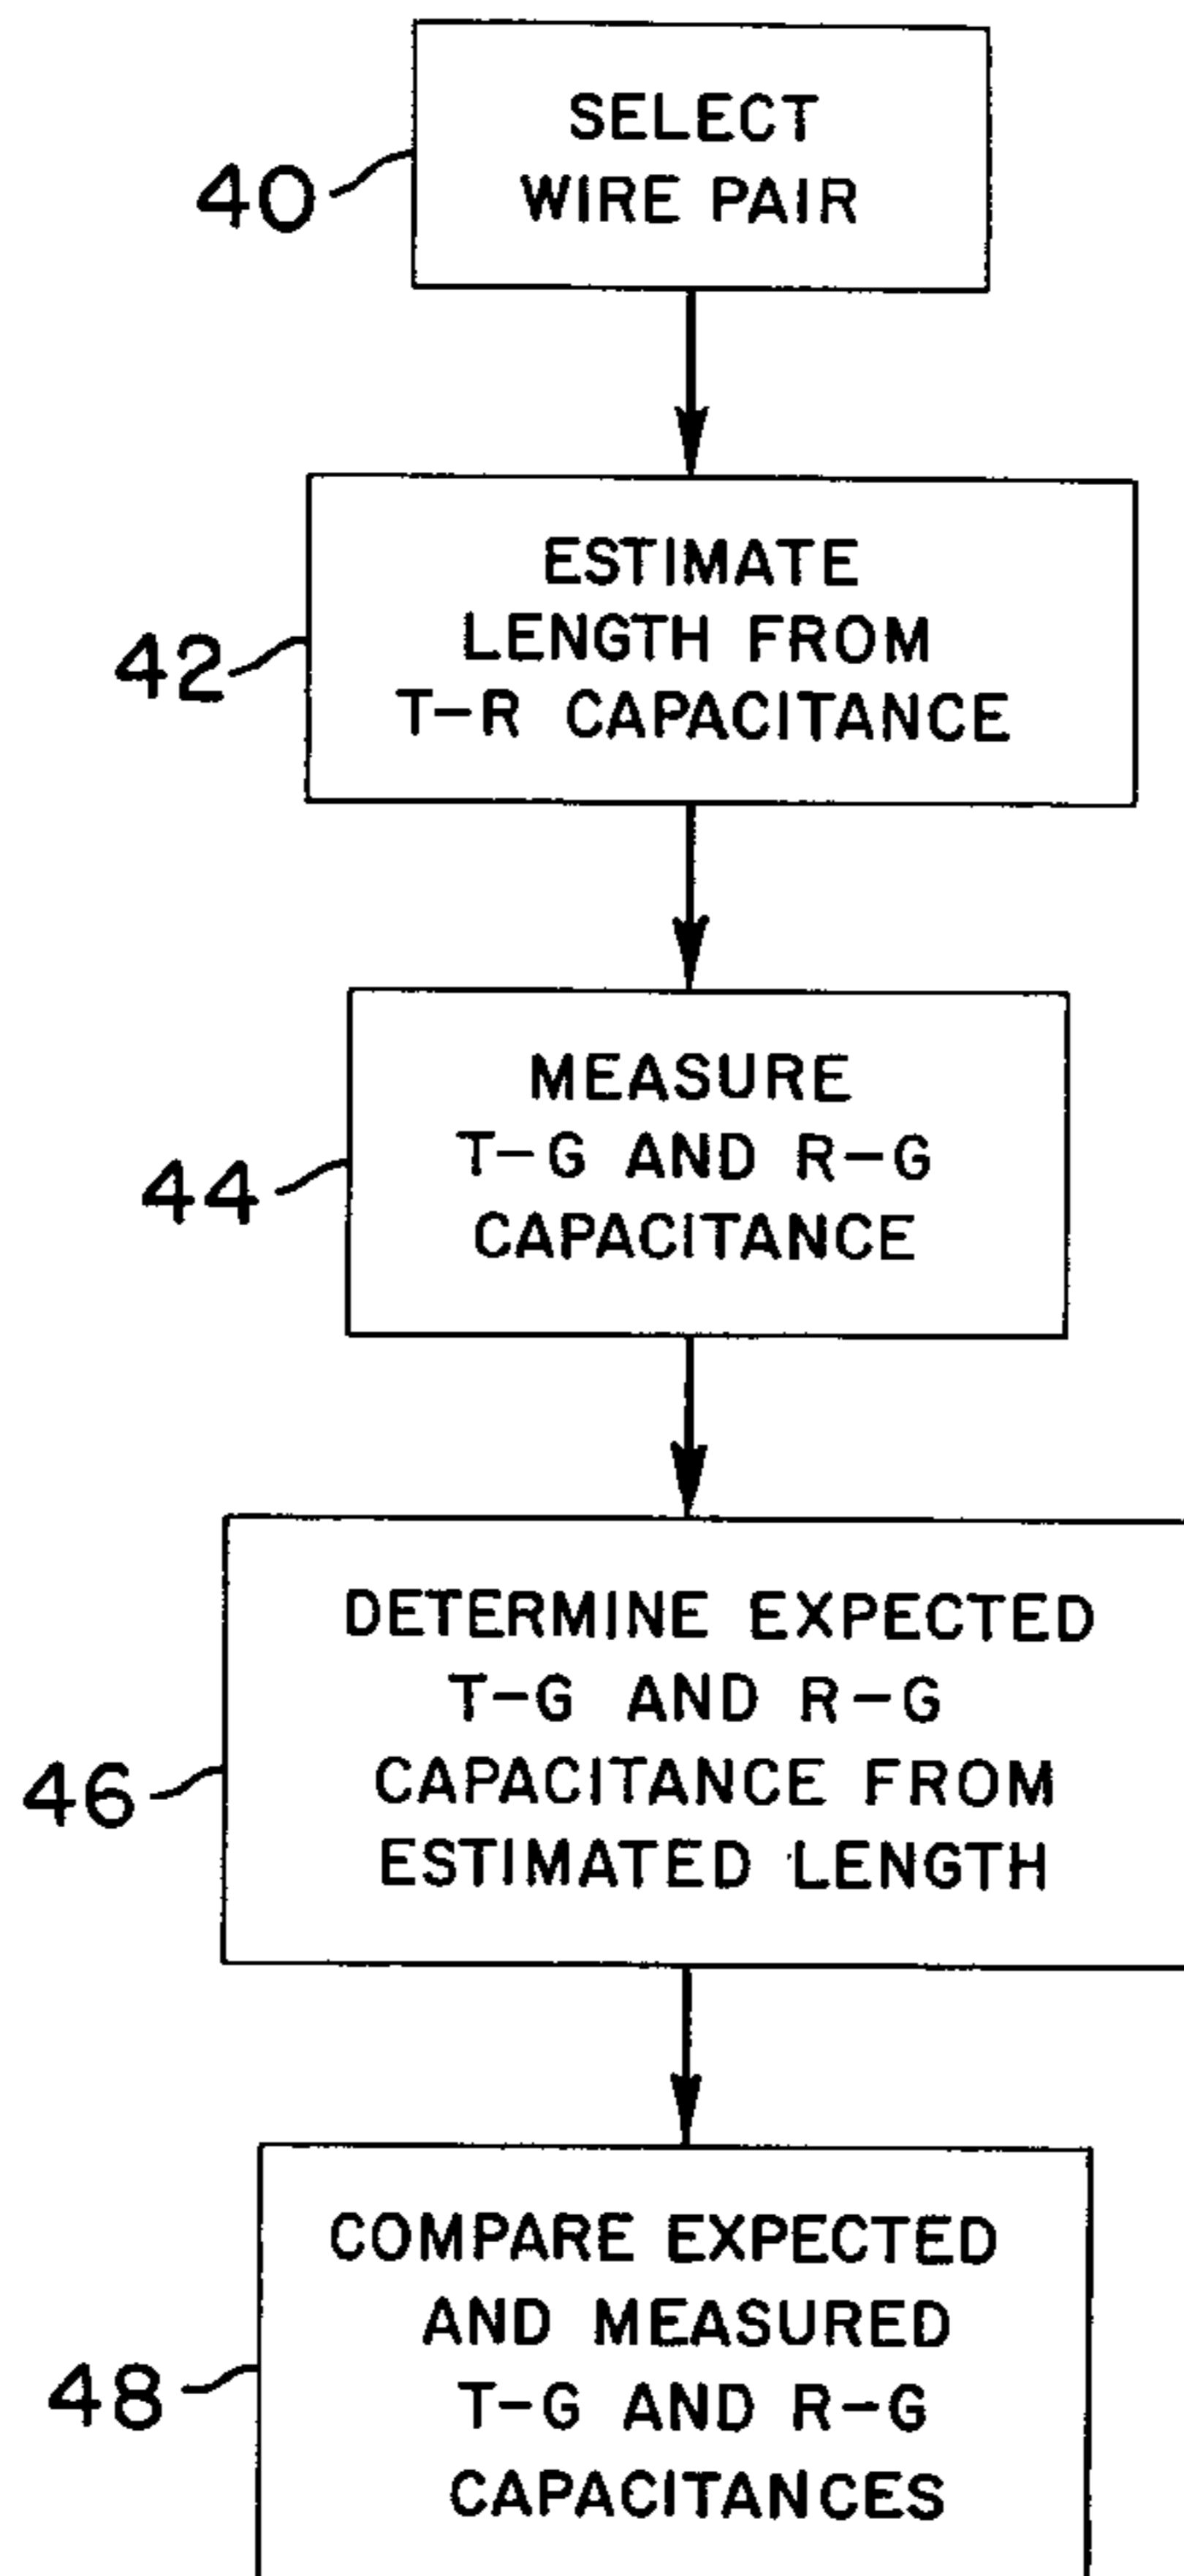 SELECT
WIRE PAIR
40
ESTIMATE
LENGTH FROM
T-R CAPACITANCE
42
MEASURE
T-G AND R-G
CAPACITANCE
44
DETERMINE EXPECTED
T-G AND R-G
CAPACITANCE FROM
ESTIMATED LENGTH
46
COMPARE EXPECTED
AND MEASURED
T-G AND R-G
CAPACITANCES
48